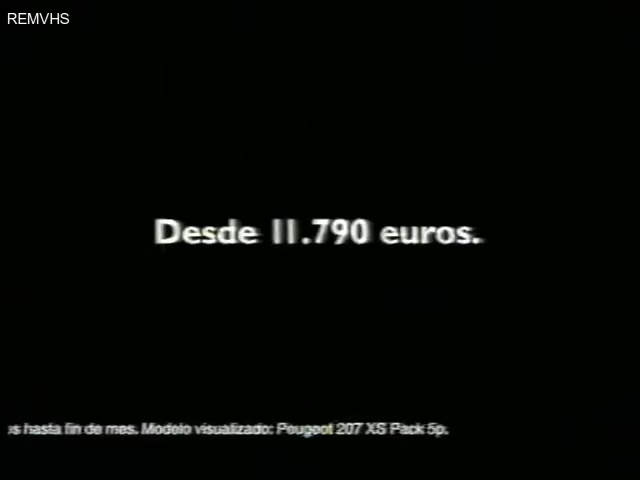 REMVHS
Desde 11.790 euros.
hasta fin de mes. Modelo visualizado: Peugeot 207 XS Pack 5p.